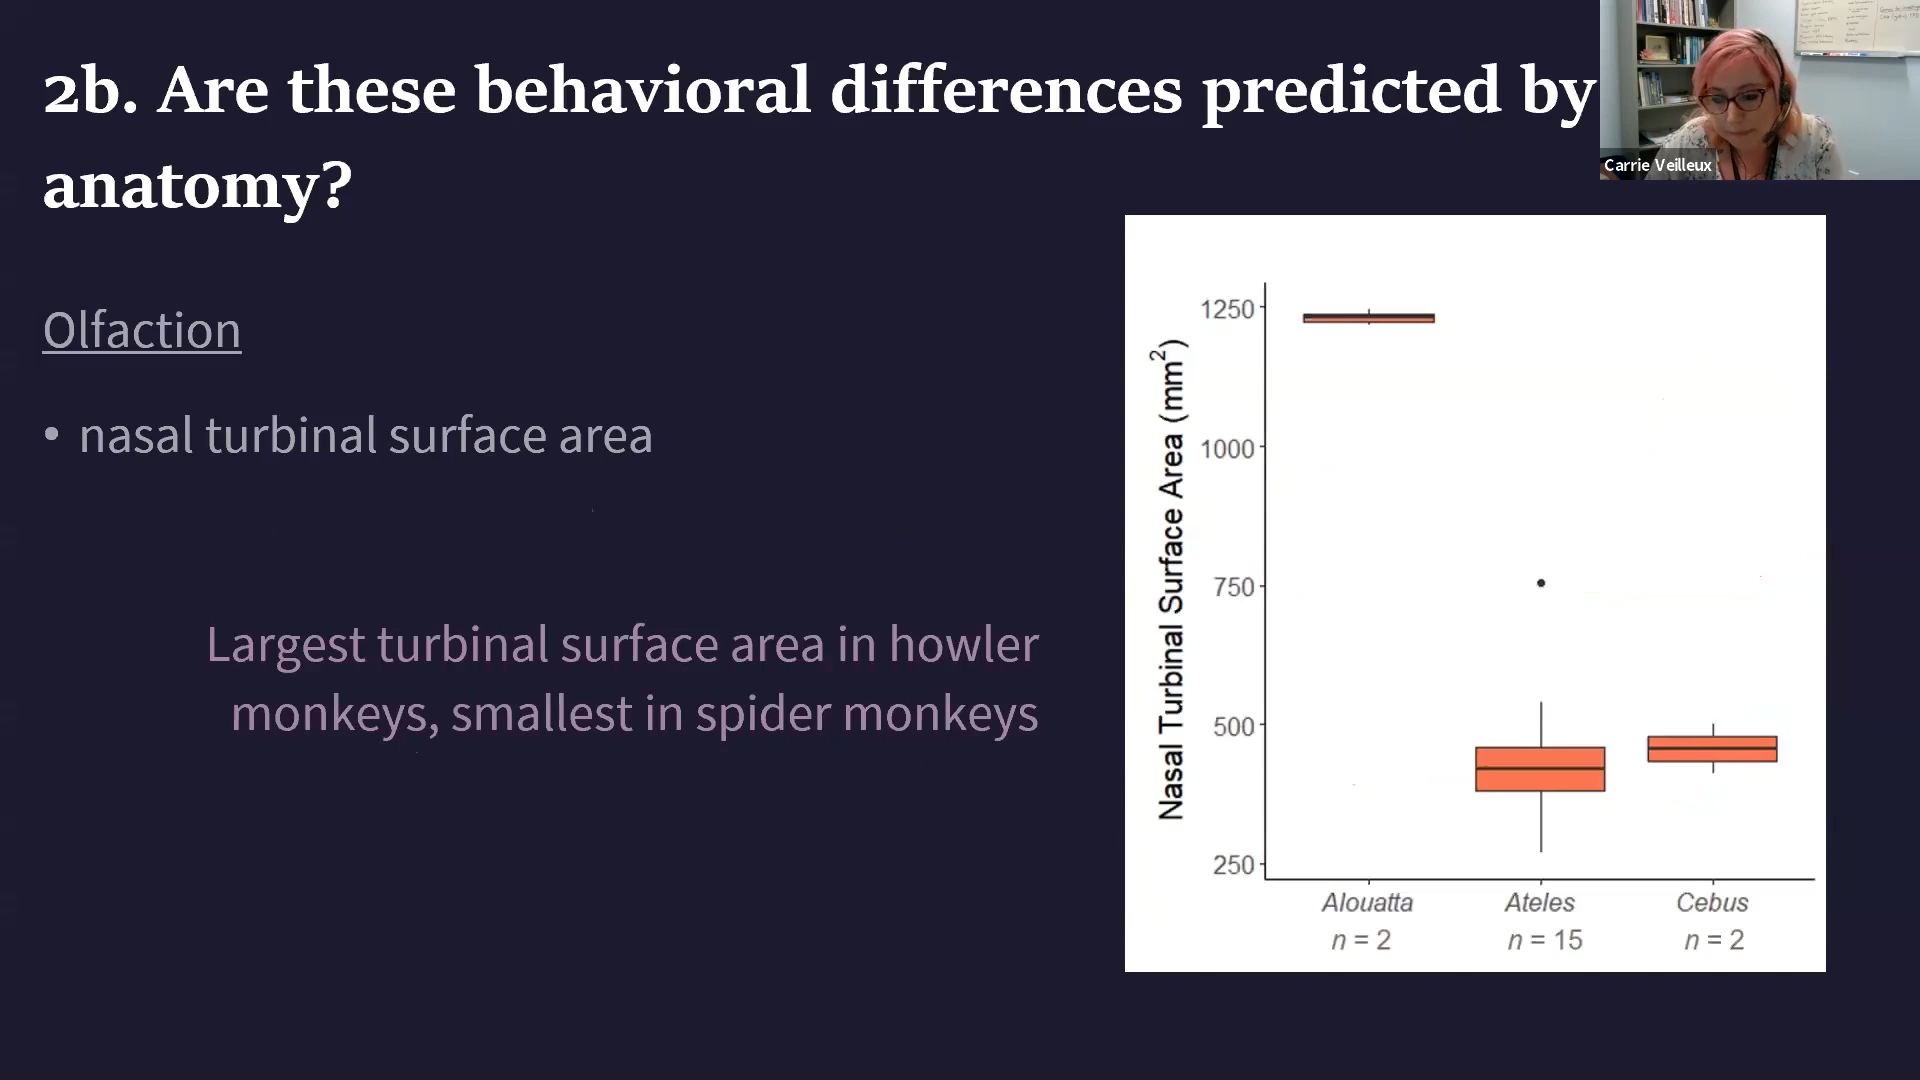 2b. Are these behavioral differences predicted by
anatomy?
Carrie Veilleux
Olfaction
• nasal turbinal surface area
Largest turbinal surface area in howler
monkeys, smallest in spider monkeys
Nasal Turbinal Surface Area (mm²)
1250
1000
750
500
250
Alouatta Ateles Cebus
n = 2 n = 15 n = 2